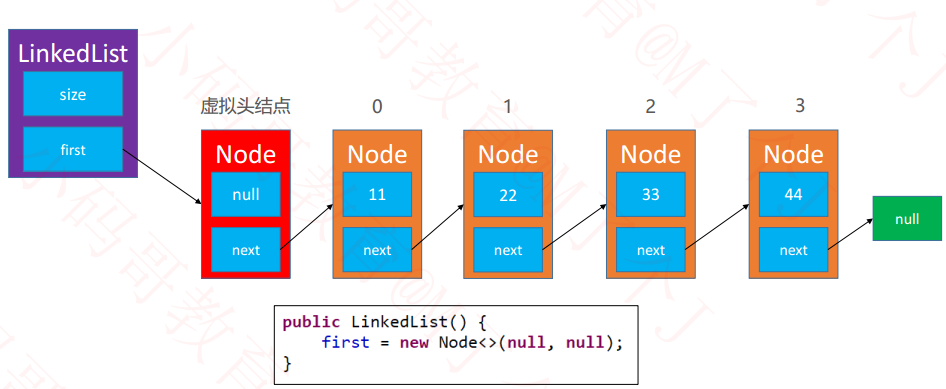 LinkedList
size
first
虚拟头结点
0
1
2
3
Node
null
next
Node
11
next
Node
22
next
Node
33
next
Node
44
next
null
public LinkedList() {
    first = new Node<>(null, null);
}